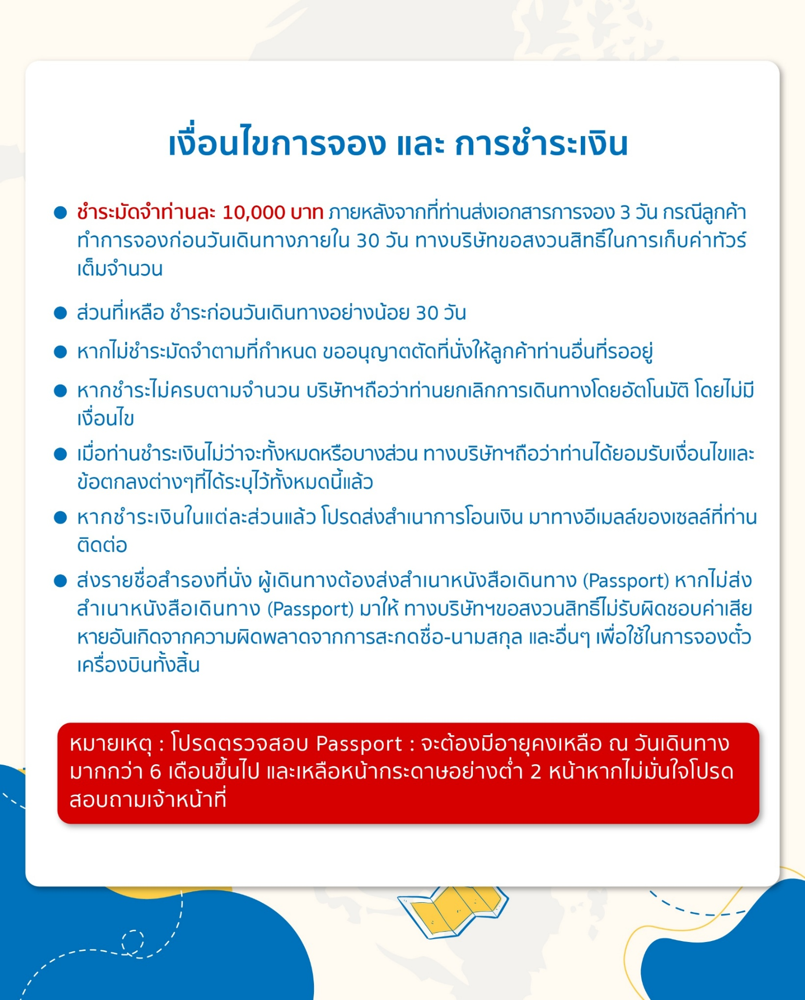 เงื่อนไขการจอง และ การชำระเงิน
● ชำระมัดจำท่านละ 10,000 บาท ภายหลังจากที่ท่านส่งเอกสารการจอง 3 วัน กรณีลูกค้า
ทำการจองก่อนวันเดินทางภายใน 30 วัน ทางบริษัทขอสงวนสิทธิ์ในการเก็บค่าทัวร์
เต็มจำนวน
● ส่วนที่เหลือ ชำระก่อนวันเดินทางอย่างน้อย 30 วัน
● หากไม่ชำระมัดจำตามที่กำหนด ขออนุญาตตัดที่นั่งให้ลูกค้าท่านอื่นที่รออยู่
● หากชำระไม่ครบตามจำนวน บริษัทฯถือว่าท่านยกเลิกการเดินทางโดยอัตโนมัติ โดยไม่มี
เงื่อนไข
● เมื่อท่านชำระเงินไม่ว่าจะทั้งหมดหรือบางส่วน ทางบริษัทฯถือว่าท่านได้ยอมรับเงื่อนไขและ
ข้อตกลงต่างๆที่ได้ระบุไว้ทั้งหมดนี้แล้ว
● หากชำระเงินในแต่ละส่วนแล้ว โปรดส่งสำเนาการโอนเงิน มาทางอีเมลล์ของเซลล์ที่ท่าน
ติดต่อ
● ส่งรายชื่อสำรองที่นั่ง ผู้เดินทางต้องส่งสำเนาหนังสือเดินทาง (Passport) หากไม่ส่ง
สำเนาหนังสือเดินทาง (Passport) มาให้ ทางบริษัทฯขอสงวนสิทธิ์ไม่รับผิดชอบค่าเสีย
หายอันเกิดจากความผิดพลาดจากการสะกดชื่อ-นามสกุล และอื่นๆ เพื่อใช้ในการจองตั๋ว
เครื่องบินทั้งสิ้น
หมายเหตุ : โปรดตรวจสอบ Passport : จะต้องมีอายุคงเหลือ ณ วันเดินทาง
มากกว่า 6 เดือนขึ้นไป และเหลือหน้ากระดาษอย่างต่ำ 2 หน้าหากไม่มั่นใจโปรด
สอบถามเจ้าหน้าที่